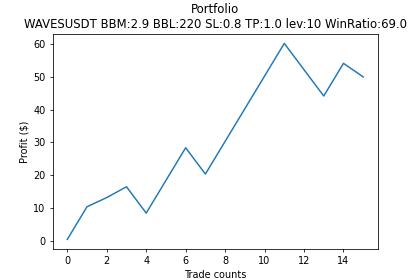 Portfolio
WAVESUSDT BBM:2.9 BBL:220 SL:0.8 TP:1.0 lev:10 WinRatio:69.0
60
50
40
30
20
10
0
Profit ($)
0 2 4 6 8 10 12 14
Trade counts